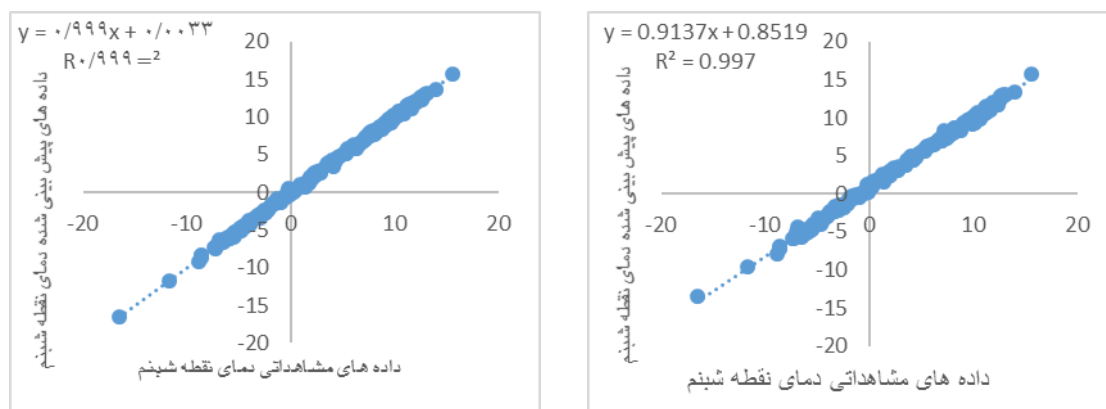 y = ۰/۹۹۹x + ۰/۰۰۳۳
R۰/۹۹۹ =²
داده های پیش بینی شده دمای نقطه شبنم
20
15
10
5
0
-5
-10
-15
-20
-20 -10 0 10 20
داده های مشاهداتی دمای نقطه شبنم
y = 0.9137x + 0.8519
R² = 0.997
داده های پیش بینی شده دمای نقطه شبنم
20
15
10
5
0
-5
-10
-15
-20
-20 -10 0 10 20
داده های مشاهداتی دمای نقطه شبنم